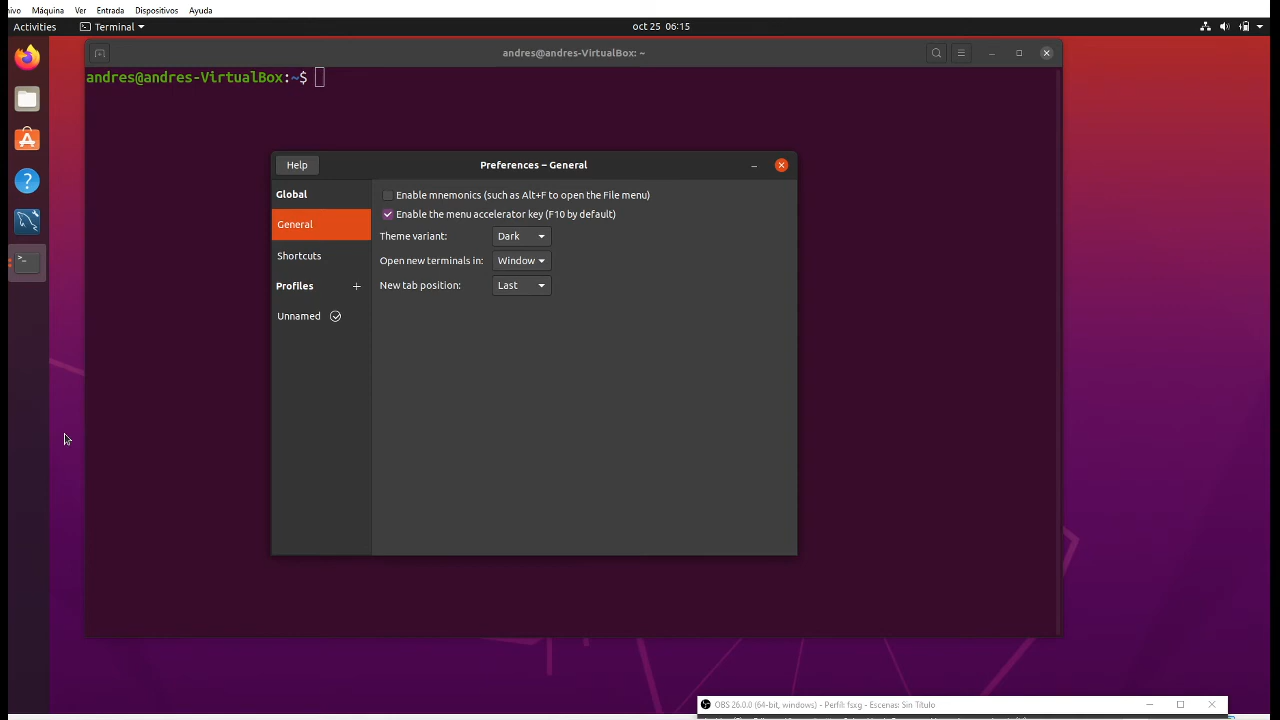 ivo Máquina Ver Entrada Dispositivos Ayuda
Activities Terminal oct 25 06:15
andres@andres-VirtualBox: ~
andres@andres-VirtualBox:~$
Help Preferences – General
Global
General
Shortcuts
Profiles +
Unnamed
Enable mnemonics (such as Alt+F to open the File menu)
Enable the menu accelerator key (F10 by default)
Theme variant: Dark
Open new terminals in: Window
New tab position: Last
OBS 26.0.0 (64-bit, windows) - Perfil: fsxg - Escenas: Sin Título